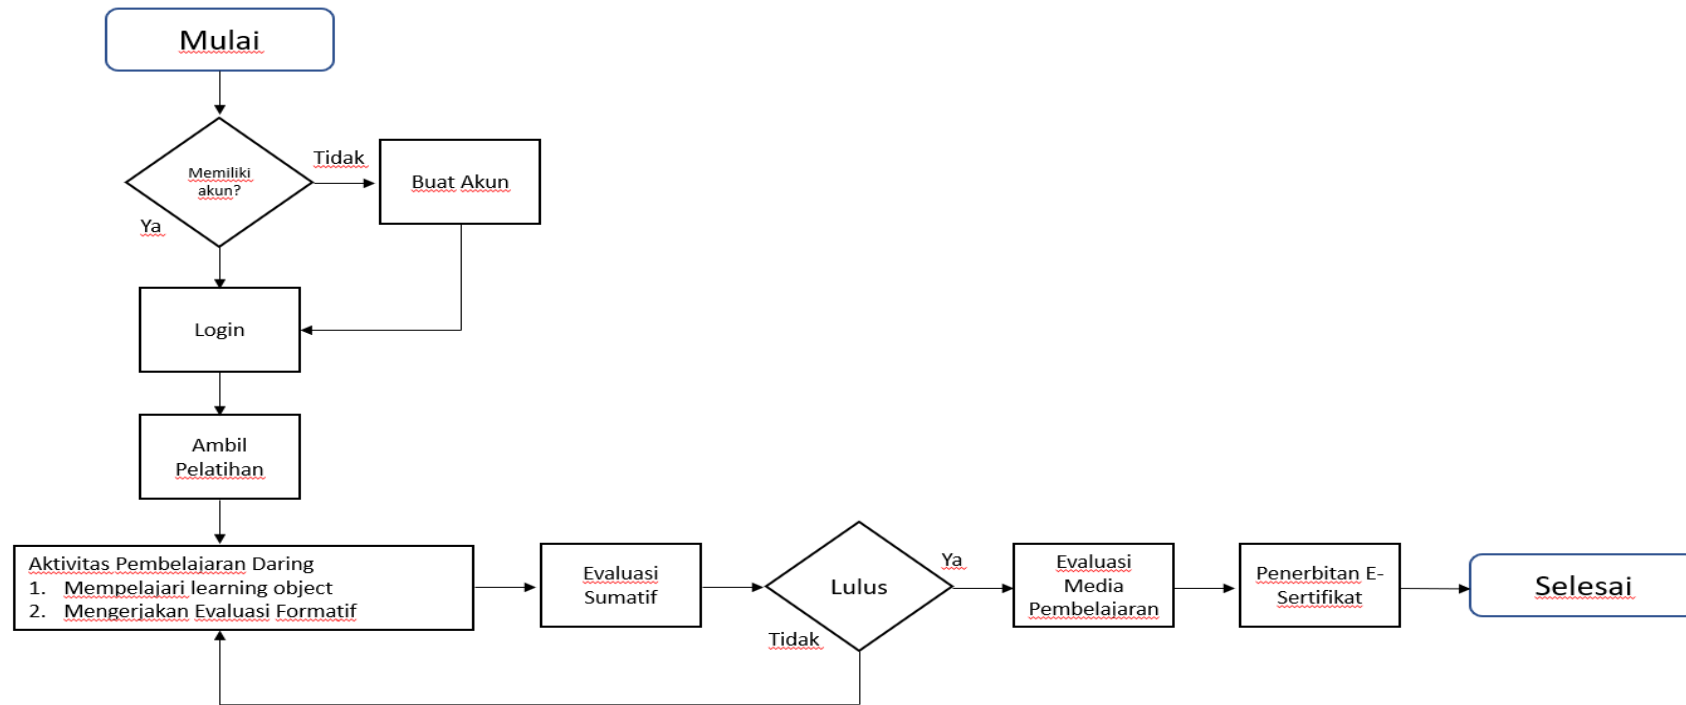 Mulai
Memiliki
akun?
Tidak
Buat Akun
Ya
Login
Ambil
Pelatihan
Aktivitas Pembelajaran Daring
1. Mempelajari learning object
2. Mengerjakan Evaluasi Formatif
Evaluasi
Sumatif
Lulus
Ya
Tidak
Evaluasi
Media
Pembelajaran
Penerbitan E-
Sertifikat
Selesai